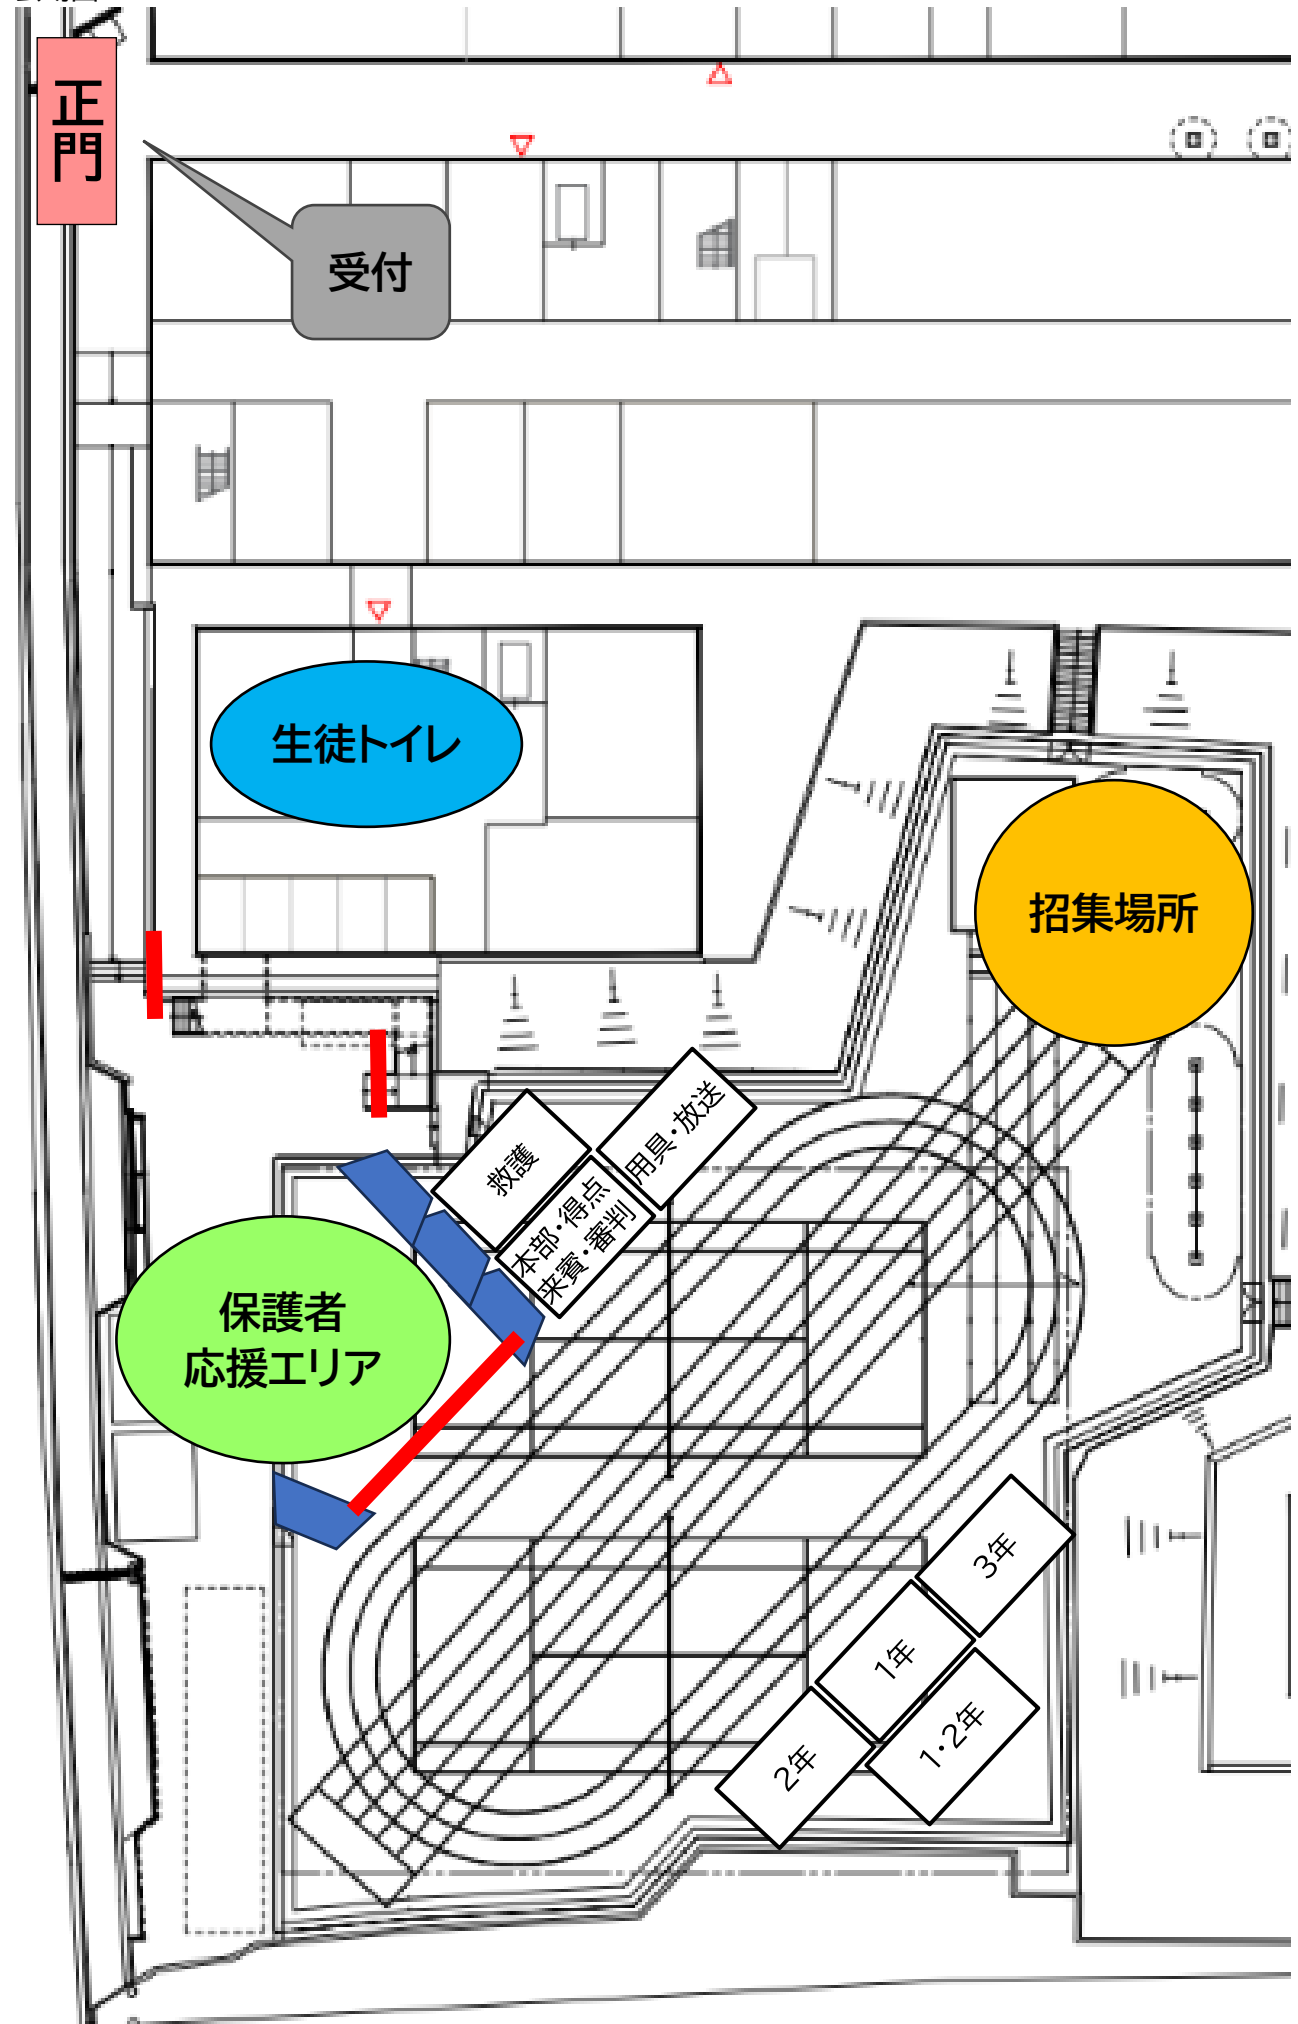 正門
受付
生徒トイレ
招集場所
用具・放送
救護
本部・得点
来賓・審判
保護者
応援エリア
3年
1年
1・2年
2年